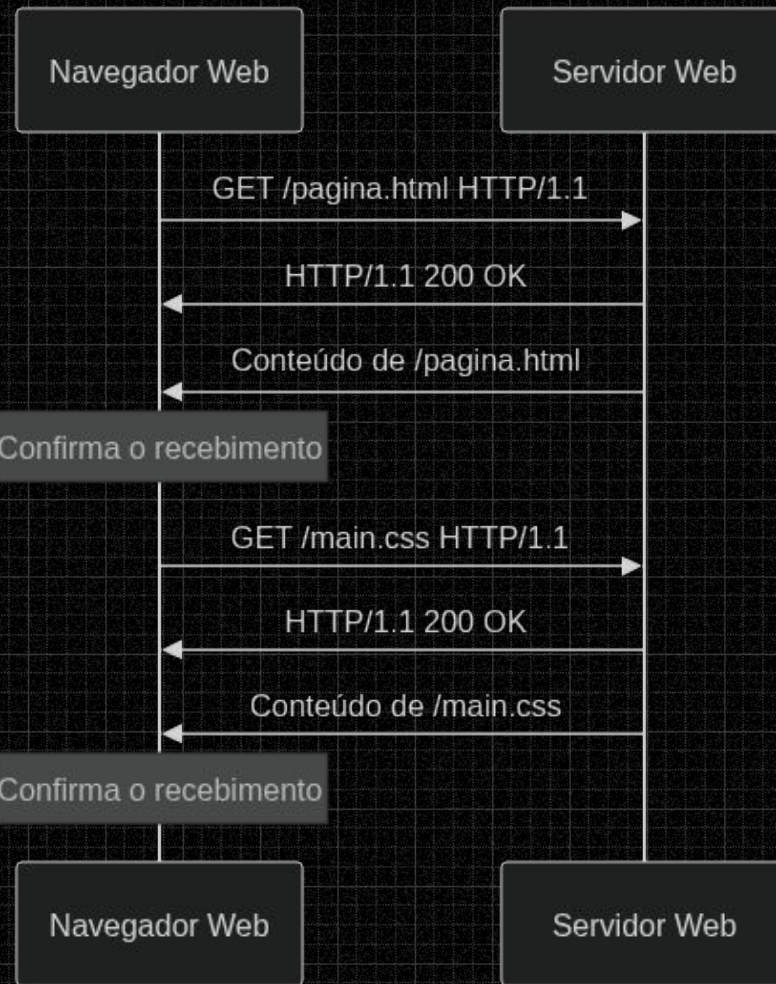 Navegador Web
Servidor Web
GET /pagina.html HTTP/1.1
HTTP/1.1 200 OK
Conteúdo de /pagina.html
Confirma o recebimento
GET /main.css HTTP/1.1
HTTP/1.1 200 OK
Conteúdo de /main.css
Confirma o recebimento
Navegador Web
Servidor Web